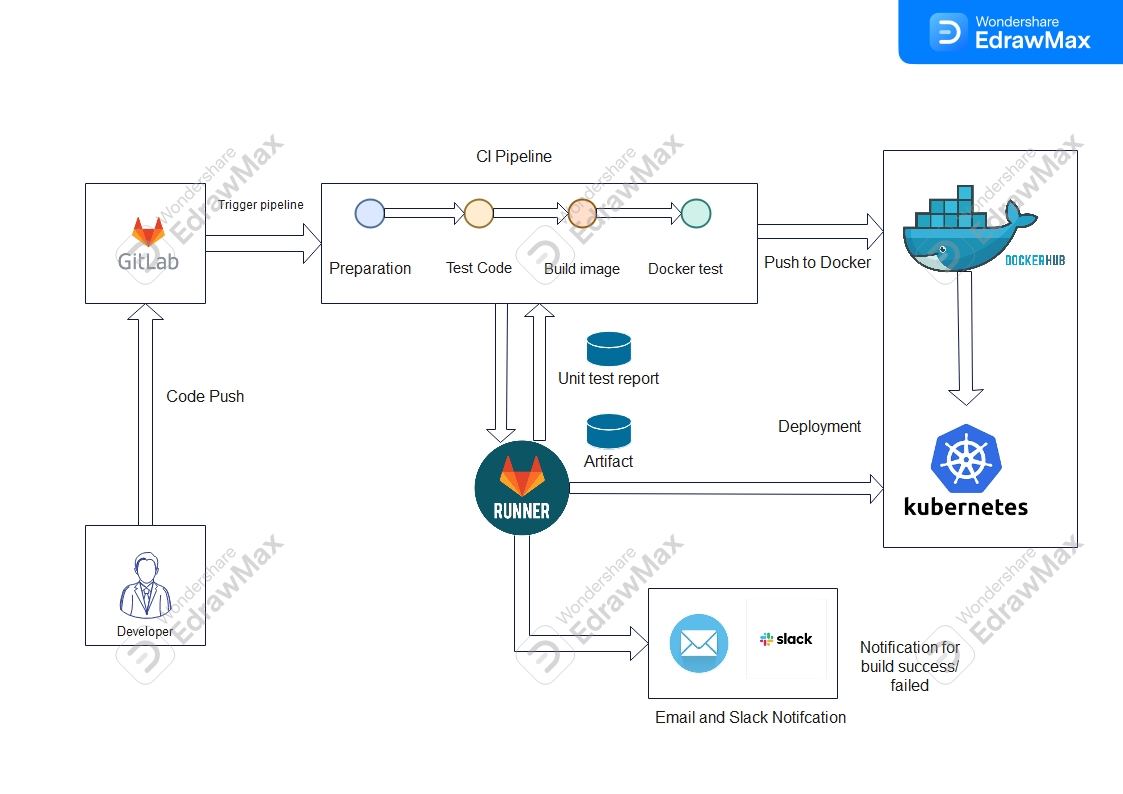 Wondershare
EdrawMax
CI Pipeline
GitLab
Trigger pipeline
Preparation
Test Code
Build image
Docker test
Push to Docker
DOCKERHUB
Unit test report
Code Push
Artifact
Deployment
RUNNER
kubernetes
Developer
slack
Notification for
build success/
failed
Email and Slack Notifcation
Wondershare
EdrawMax
Wondershare
EdrawMax
Wondershare
EdrawMax
Wondershare
EdrawMax
Wondershare
EdrawMax
Wondershare
EdrawMax